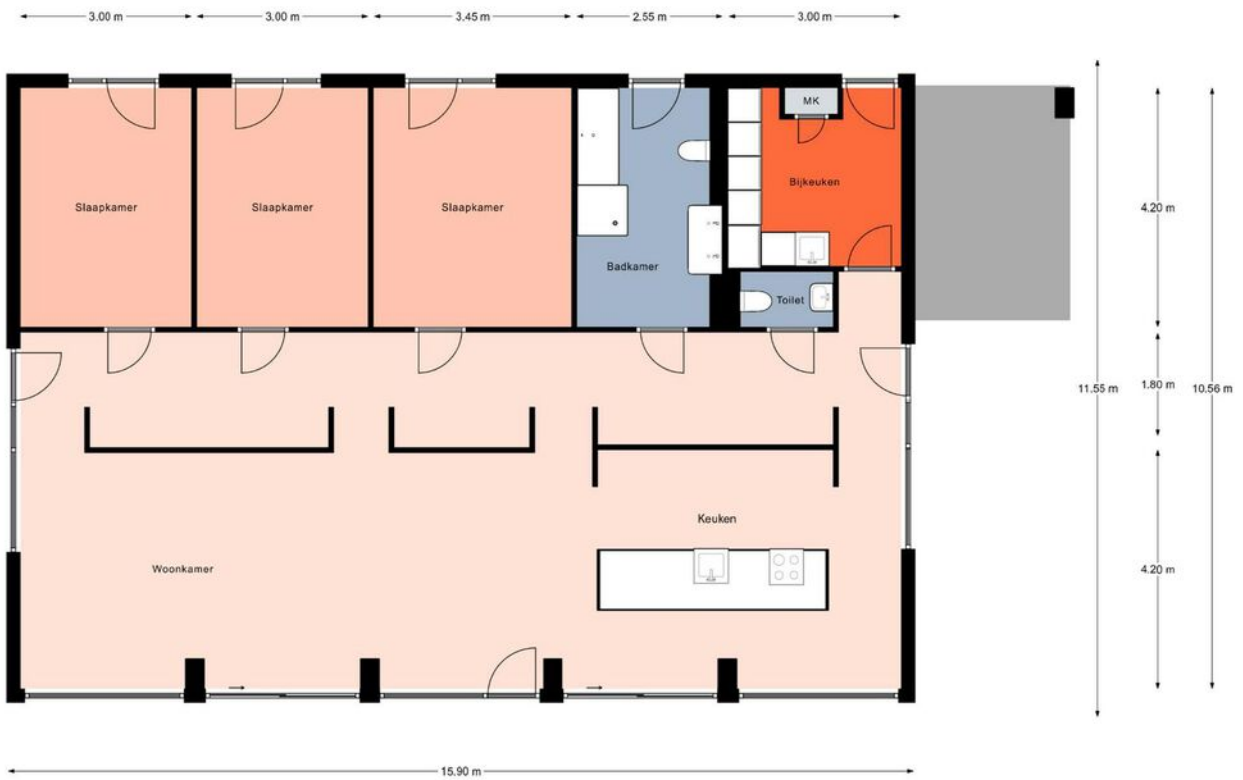 3.00 m 3.00 m 3.45 m 2.55 m 3.00 m
MK
Bijkeuken
Slaapkamer Slaapkamer Slaapkamer
4.20 m
Badkamer
Toilet
11.55 m 1.80 m 10.56 m
Keuken
Woonkamer
4.20 m
15.90 m